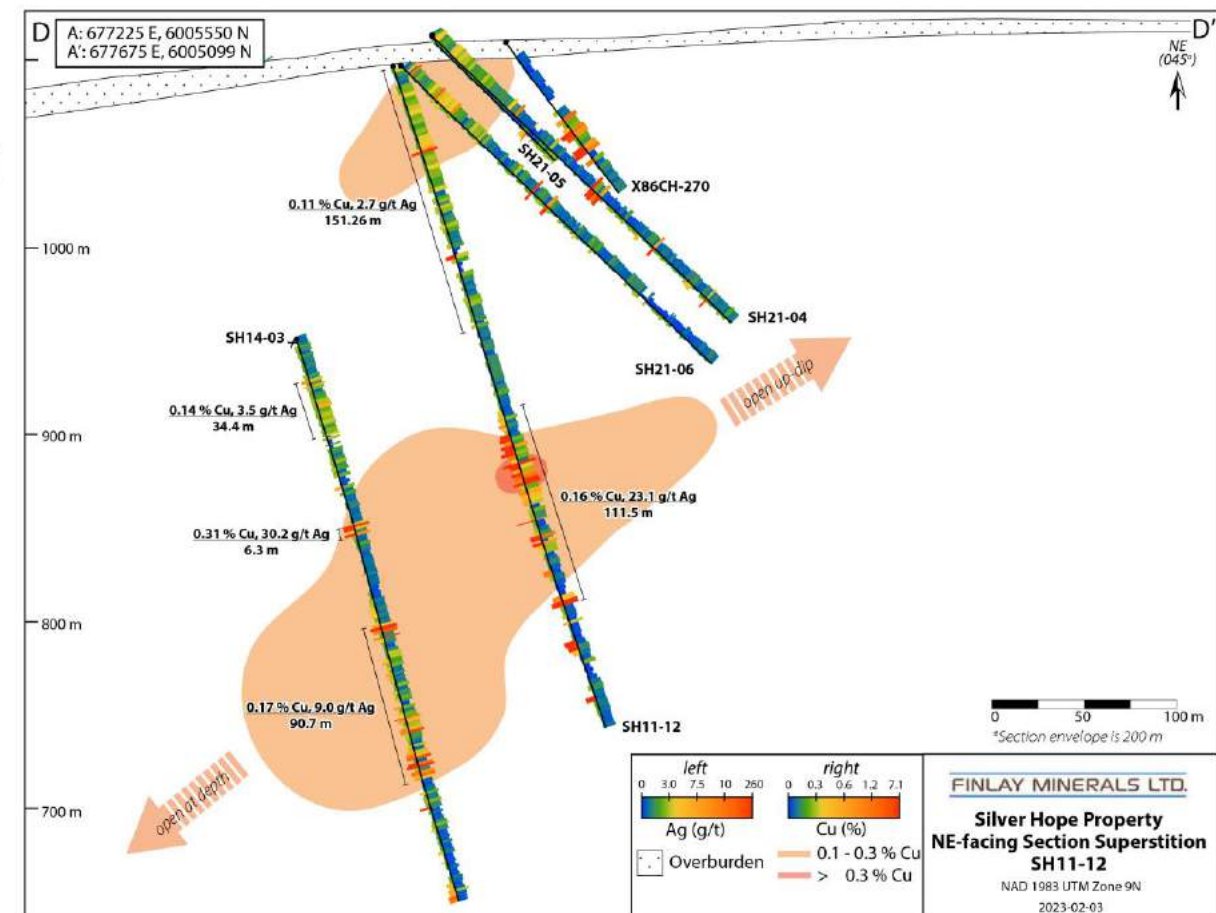 D
A: 677225 E, 6005550 N
A': 677675 E, 6005099 N
D'
NE
(045°)
SH21-05
X86CH-270
0.11 % Cu, 2.7 g/t Ag
151.26 m
1000 m
SH21-04
SH14-03
SH21-06
open up-dip
0.14 % Cu, 3.5 g/t Ag
34.4 m
900 m
0.16 % Cu, 23.1 g/t Ag
111.5 m
0.31 % Cu, 30.2 g/t Ag
6.3 m
800 m
0.17 % Cu, 9.0 g/t Ag
90.7 m
SH11-12
0 50 100 m
*Section envelope is 200 m
open at depth
700 m
left right
0 3.0 7.5 10 260
0 0.3 0.6 1.2 7.1
Ag (g/t)
Cu (%)
Overburden
0.1 - 0.3 % Cu
> 0.3 % Cu
FINLAY MINERALS LTD.
Silver Hope Property
NE-facing Section Superstition
SH11-12
NAD 1983 UTM Zone 9N
2023-02-03